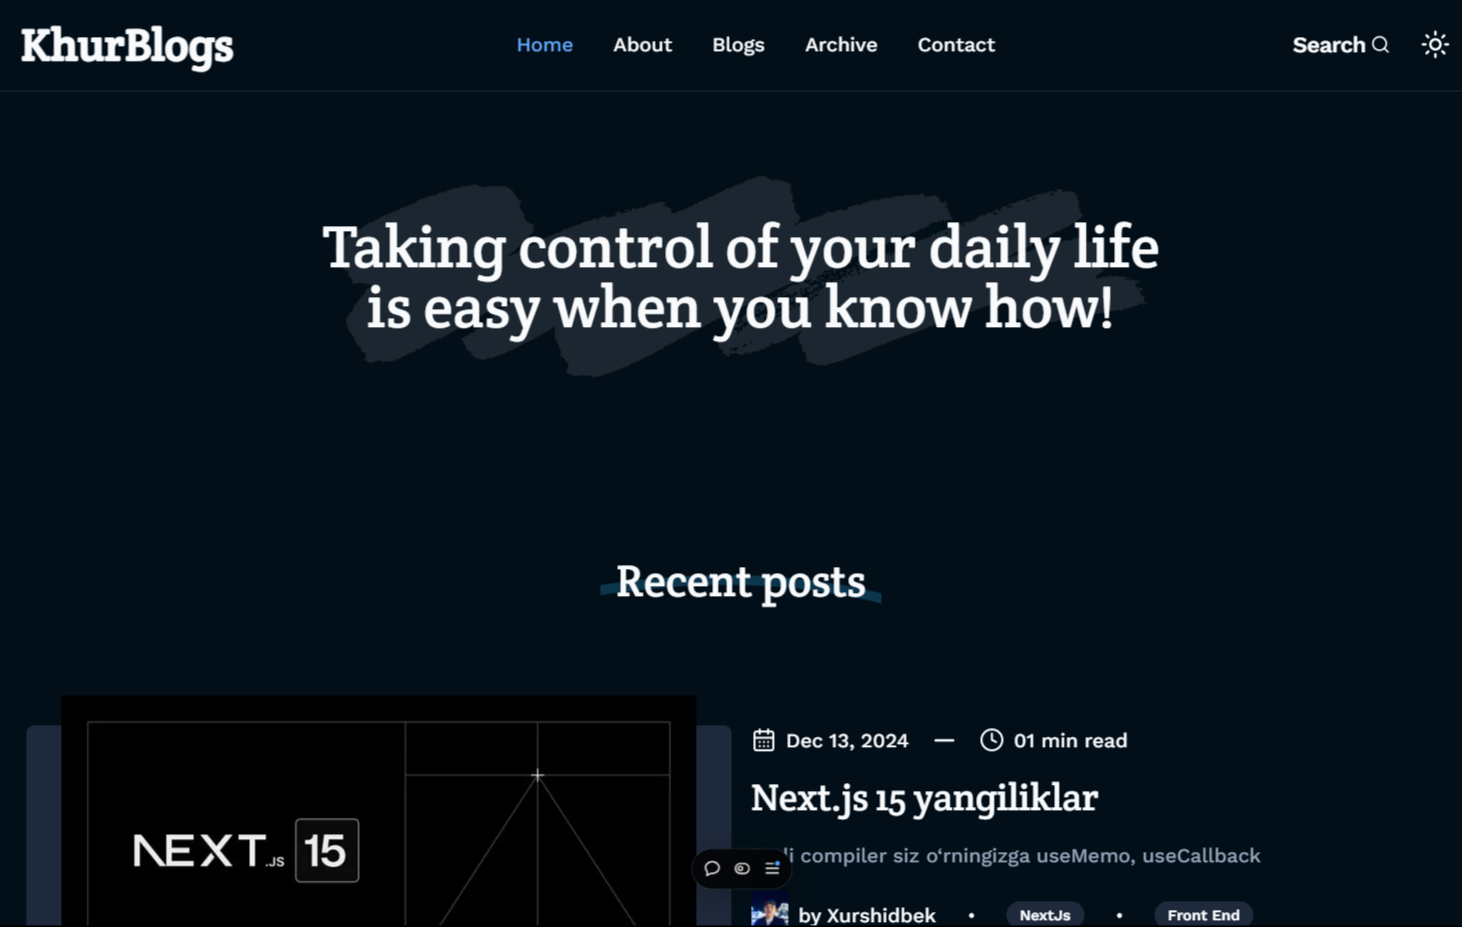 KhurBlogs
Home About Blogs Archive Contact
Search
Taking control of your daily life
is easy when you know how!
Recent posts
NEXT.JS 15
Dec 13, 2024 — 01 min read
Next.js 15 yangiliklar
compiler siz o‘rningizga useMemo, useCallback
by Xurshidbek • NextJs • Front End